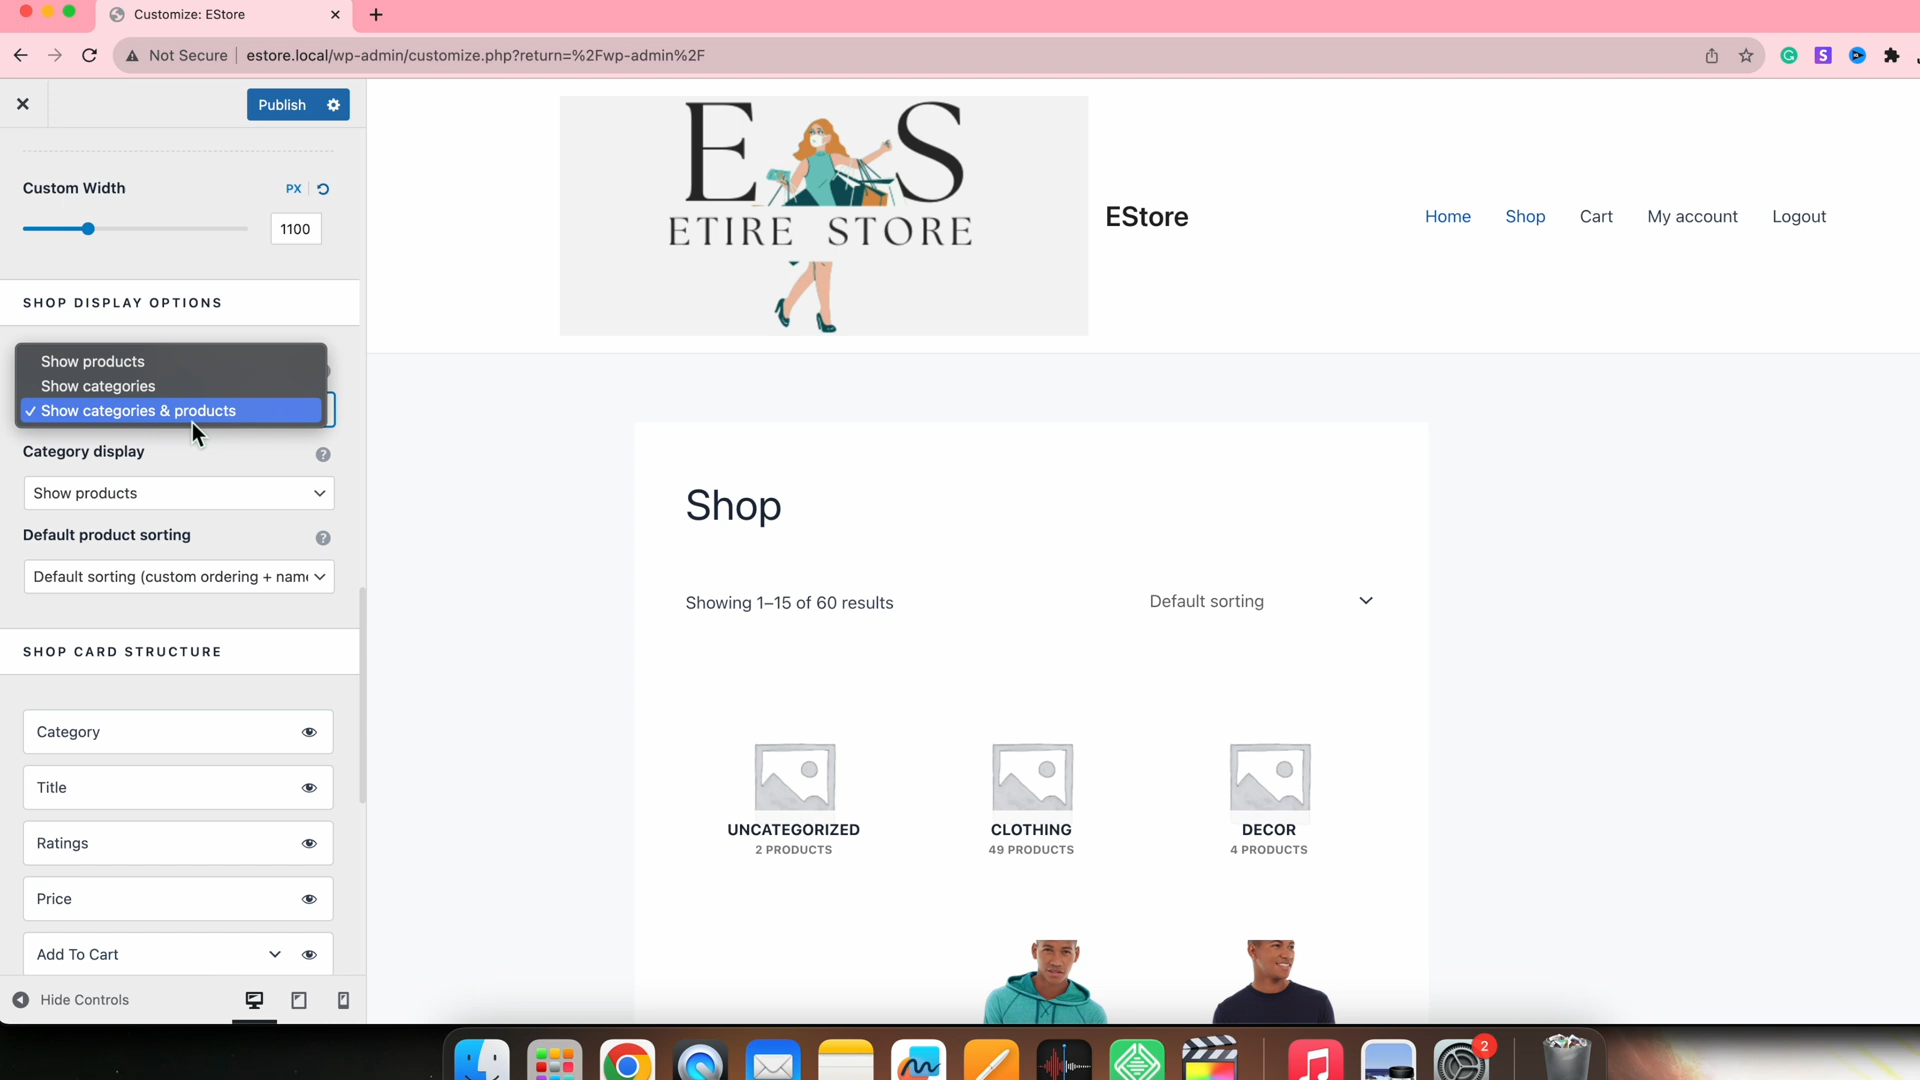 Customize: EStore
Not Secure
estore.local/wp-admin/customize.php?return=%2Fwp-admin%2F
Publish
Custom Width
PX
1100
SHOP DISPLAY OPTIONS
Show products
Show categories
✓ Show categories & products
Category display
?
Show products
Default product sorting
?
Default sorting (custom ordering + nam
SHOP CARD STRUCTURE
Category
Title
Ratings
Price
Add To Cart
Hide Controls
E S
ETIRE STORE
EStore
Home
Shop
Cart
My account
Logout
Shop
Showing 1–15 of 60 results
Default sorting
UNCATEGORIZED
2 PRODUCTS
CLOTHING
49 PRODUCTS
DECOR
4 PRODUCTS
2